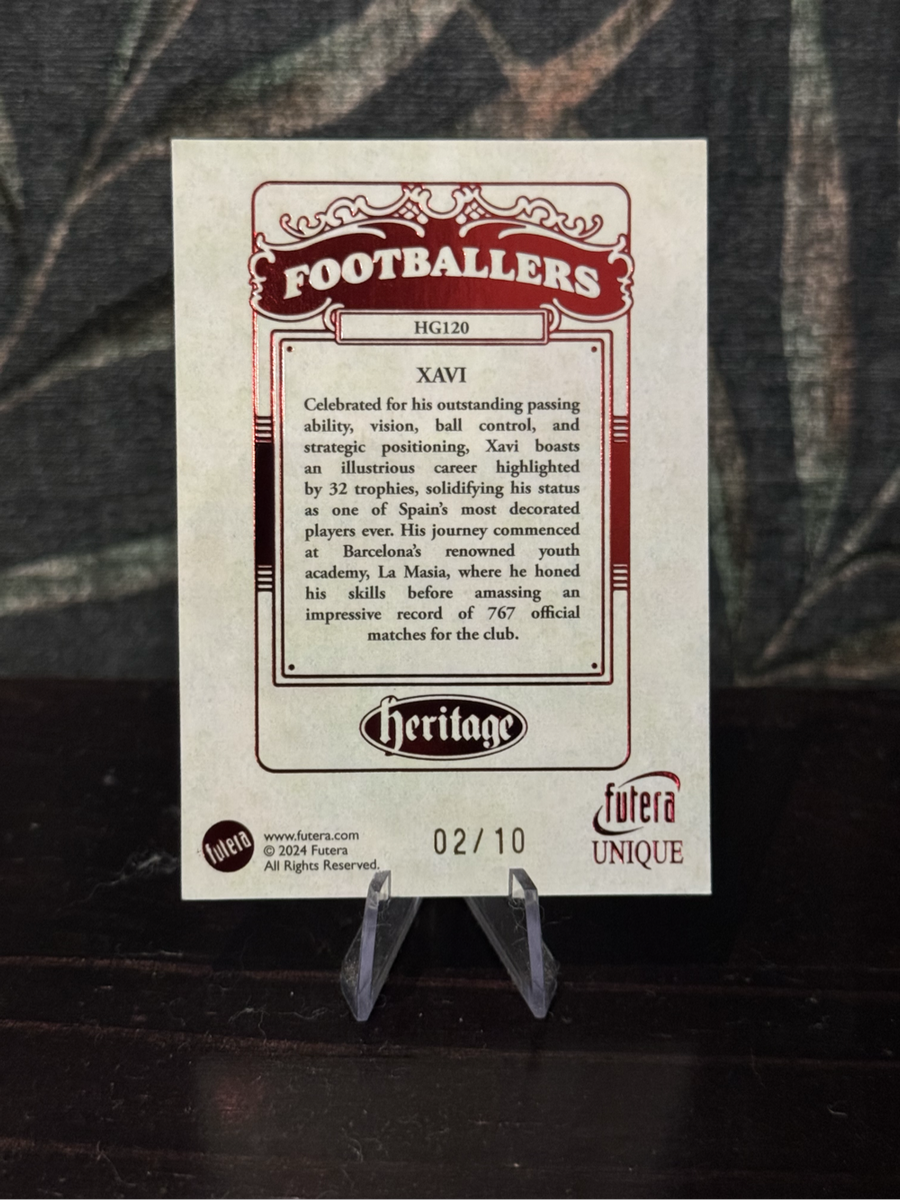 FOOTBALLERS
HG120
XAVI
Celebrated for his outstanding passing
ability, vision, ball control, and
strategic positioning, Xavi boasts
an illustrious career highlighted
by 32 trophies, solidifying his status
as one of Spain's most decorated
players ever. His journey commenced
at Barcelona's renowned youth
academy, La Masia, where he honed
his skills before amassing an
impressive record of 767 official
matches for the club.
heritage
futera
www.futera.com
© 2024 Futera
All Rights Reserved.
02/10
futera
UNIQUE